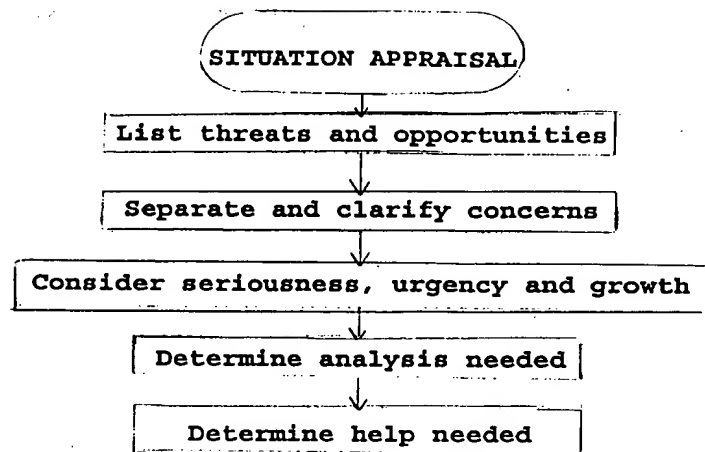 SITUATION APPRAISAL
List threats and opportunities
Separate and clarify concerns
Consider seriousness, urgency and growth
Determine analysis needed
Determine help needed